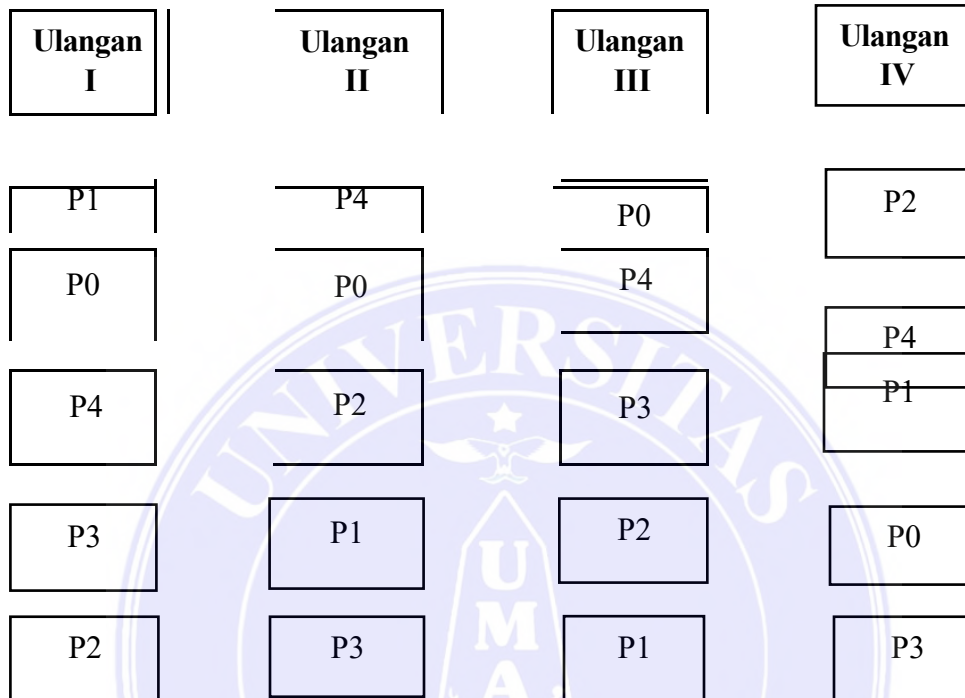 Ulangan
I
Ulangan
II
Ulangan
III
Ulangan
IV
P1 P4 P0 P2
P0 P0 P4 P4
P4 P2 P3 P1
P3 P1 P2 P0
P2 P3 P1 P3
UNIVERSITAS
U
M
A